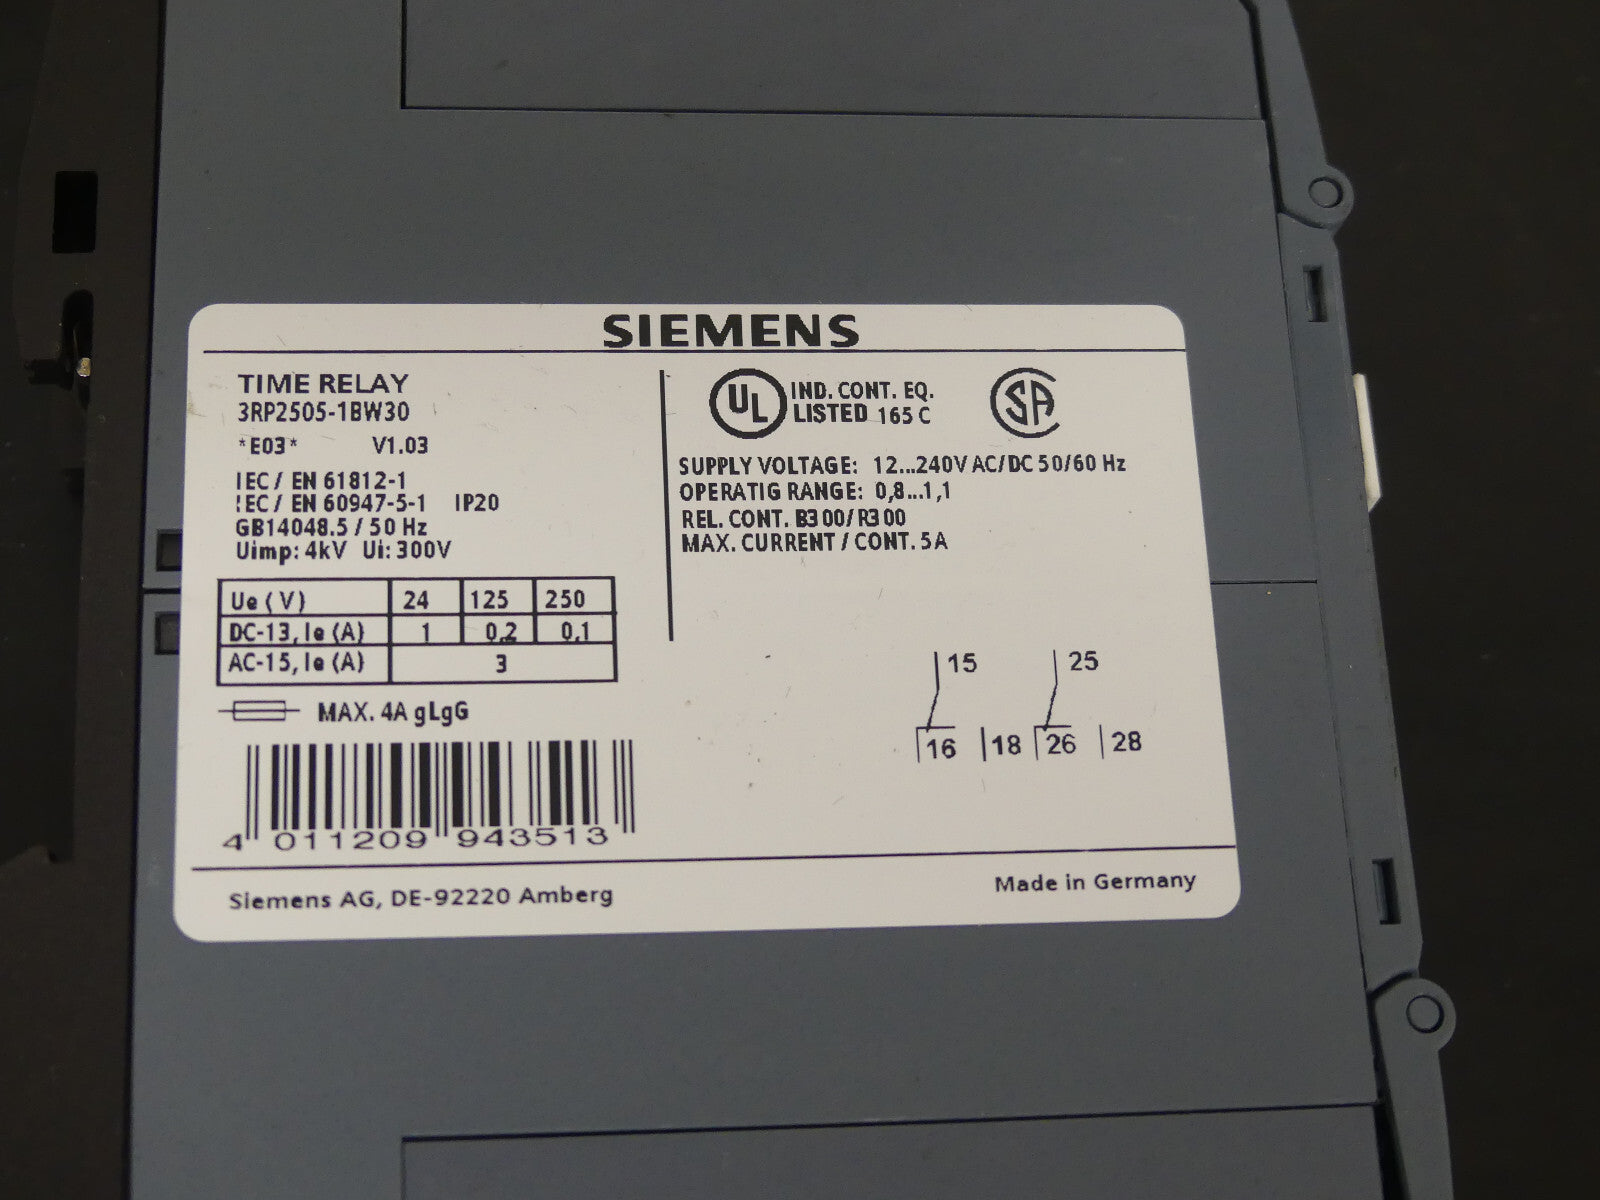 SIEMENS
TIME RELAY
3RP2505-1BW30
*E03* V1.03
IEC / EN 61812-1
IEC / EN 60947-5-1 IP20
GB14048.5 / 50 Hz
Uimp: 4kV Ui: 300V
Ue (V) 24 125 250
DC-13, Ie (A) 1 0.2 0.1
AC-15, Ie (A) 3
MAX. 4A gLgG
4 011209 943513
UL IND. CONT. EQ.
LISTED 165 C
SA
SUPPLY VOLTAGE: 12...240V AC/DC 50/60 Hz
OPERATIG RANGE: 0,8...1,1
REL. CONT. B300/R300
MAX. CURRENT / CONT. 5A
15 25
16 18 26 28
Siemens AG, DE-92220 Amberg
Made in Germany